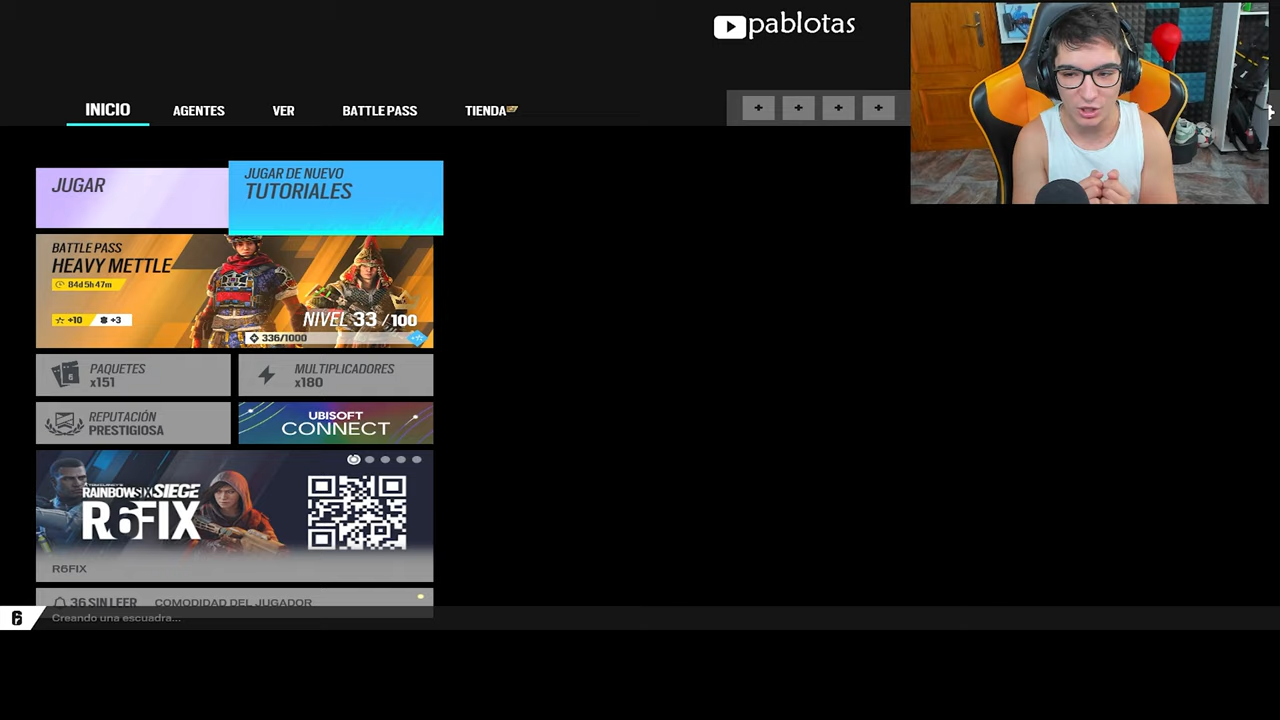 pablotas
INICIO
AGENTES
VER
BATTLE PASS
TIENDA
JUGAR
JUGAR DE NUEVO
TUTORIALES
BATTLE PASS
HEAVY METTLE
84d 5h 47m
+10
+3
NIVEL 33 /100
336/1000
PAQUETES
x151
MULTIPLICADORES
x180
REPUTACIÓN
PRESTIGIOSA
UBISOFT
CONNECT
RAINBOW SIX SIEGE
R6FIX
R6FIX
36 SIN LEER
COMODIDAD DEL JUGADOR
6
Creando una escuadra...